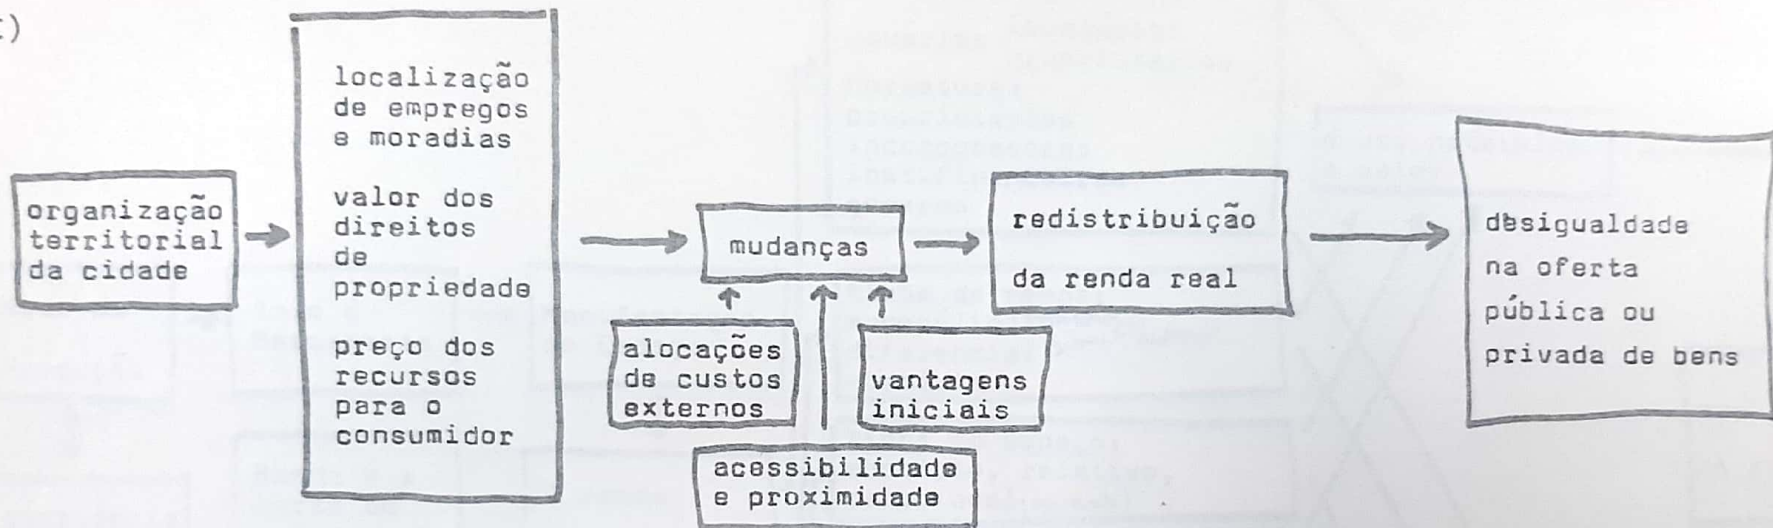 organização
territorial
da cidade
localização
de empregos
e moradias
valor dos
direitos
de
propriedade
preço dos
recursos
para o
consumidor
mudanças
alocações
de custos
externos
acessibilidade
e proximidade
vantagens
iniciais
redistribuição
da renda real
desigualdade
na oferta
pública ou
privada de bens